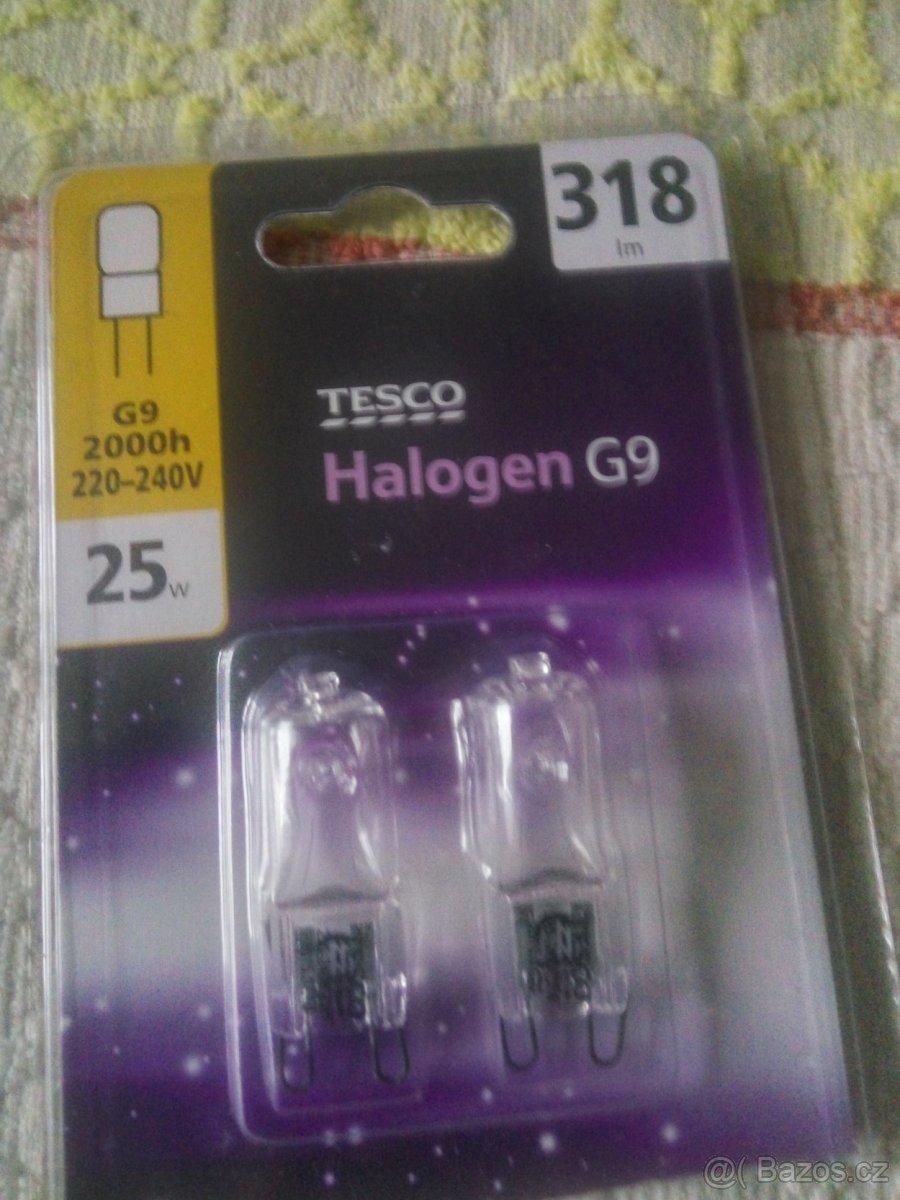 318
lm
TESCO
Halogen G9
G9
2000h
220–240V
25w
@( Bazos.cz